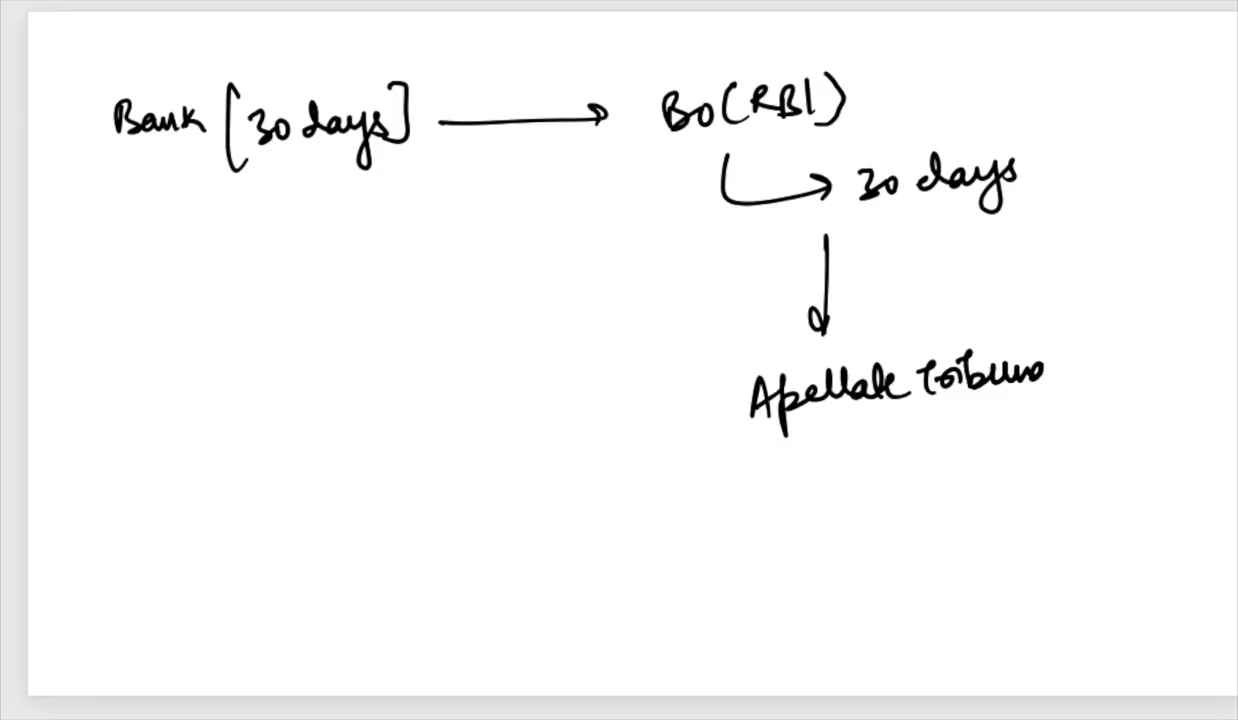 Bank [30 days] → BO (RBI)
↳ 30 days
↓
Apellate